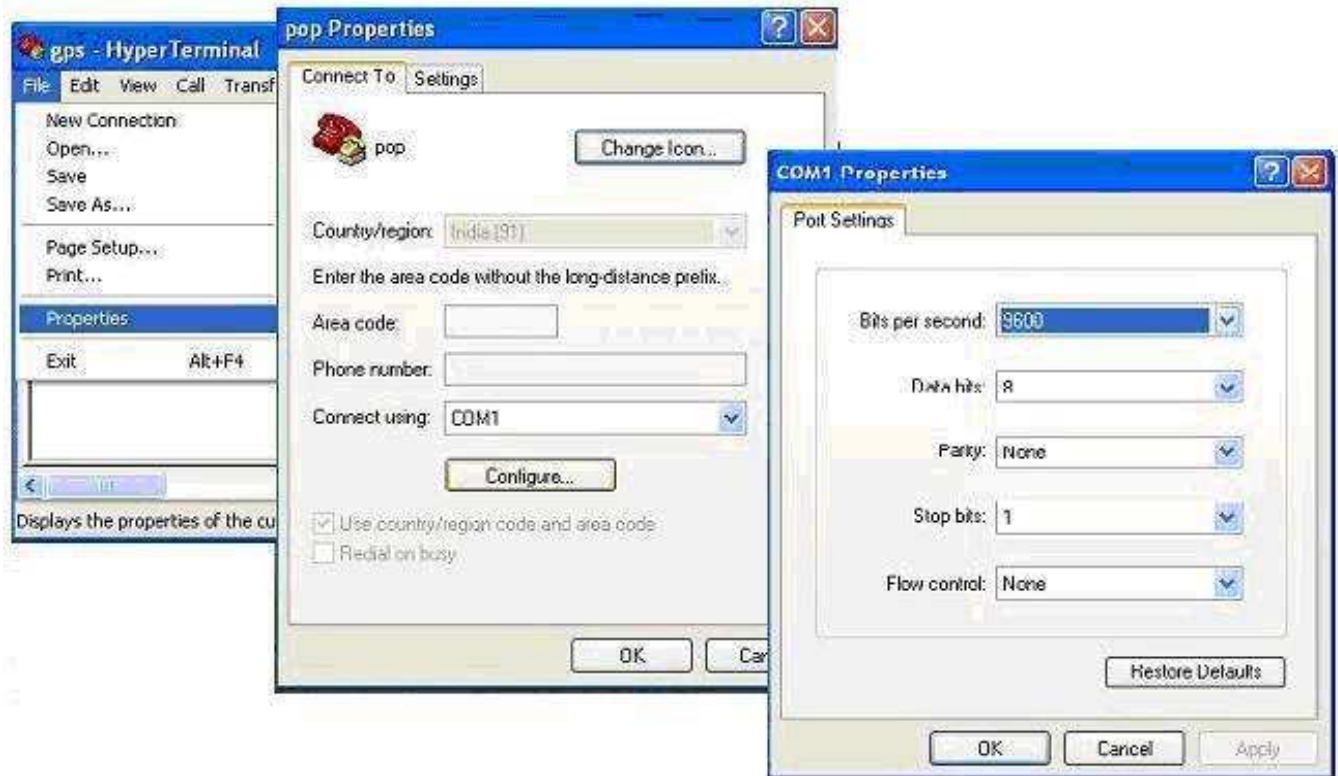 gps - HyperTerminal
File Edit View Call Transf
New Connection
Open...
Save
Save As...
Page Setup...
Print...
Properties
Exit Alt+F4
Displays the properties of the cu
pop Properties
Connect To Settings
pop
Change Icon...
Country/region: India (91)
Enter the area code without the long-distance prefix.
Area code:
Phone number:
Connect using: COM1
Configure...
Use country/region code and area code
Redial on busy
OK Can
COM1 Properties
Port Settings
Bits per second: 9600
Data bits: 8
Parity: None
Stop bits: 1
Flow control: None
Restore Defaults
OK Cancel Apply